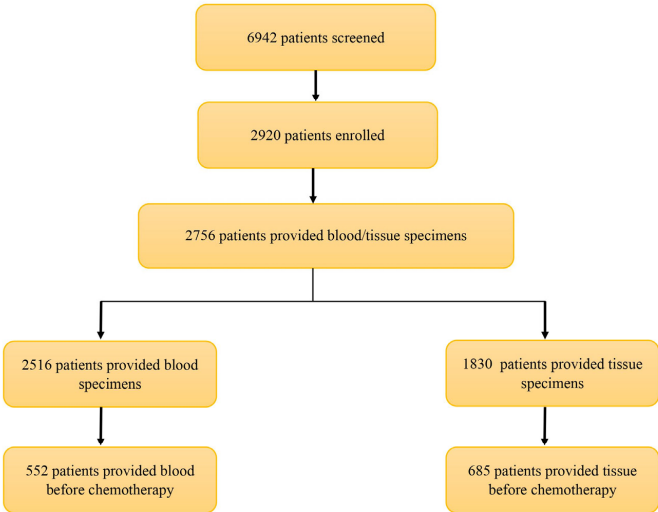 6942 patients screened
2920 patients enrolled
2756 patients provided blood/tissue specimens
2516 patients provided blood
specimens
1830 patients provided tissue
specimens
552 patients provided blood
before chemotherapy
685 patients provided tissue
before chemotherapy